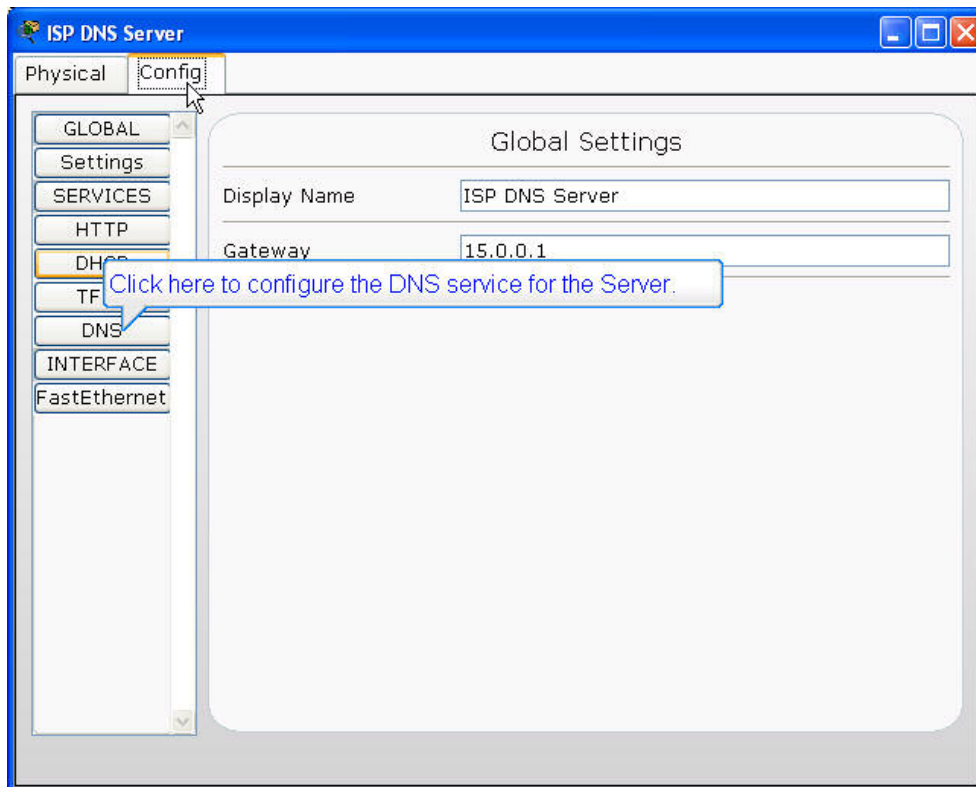 ISP DNS Server
Physical Config
GLOBAL
Settings
SERVICES
HTTP
DNS
INTERFACE
FastEthernet
Global Settings
Display Name ISP DNS Server
Gateway 15.0.0.1
Click here to configure the DNS service for the Server.